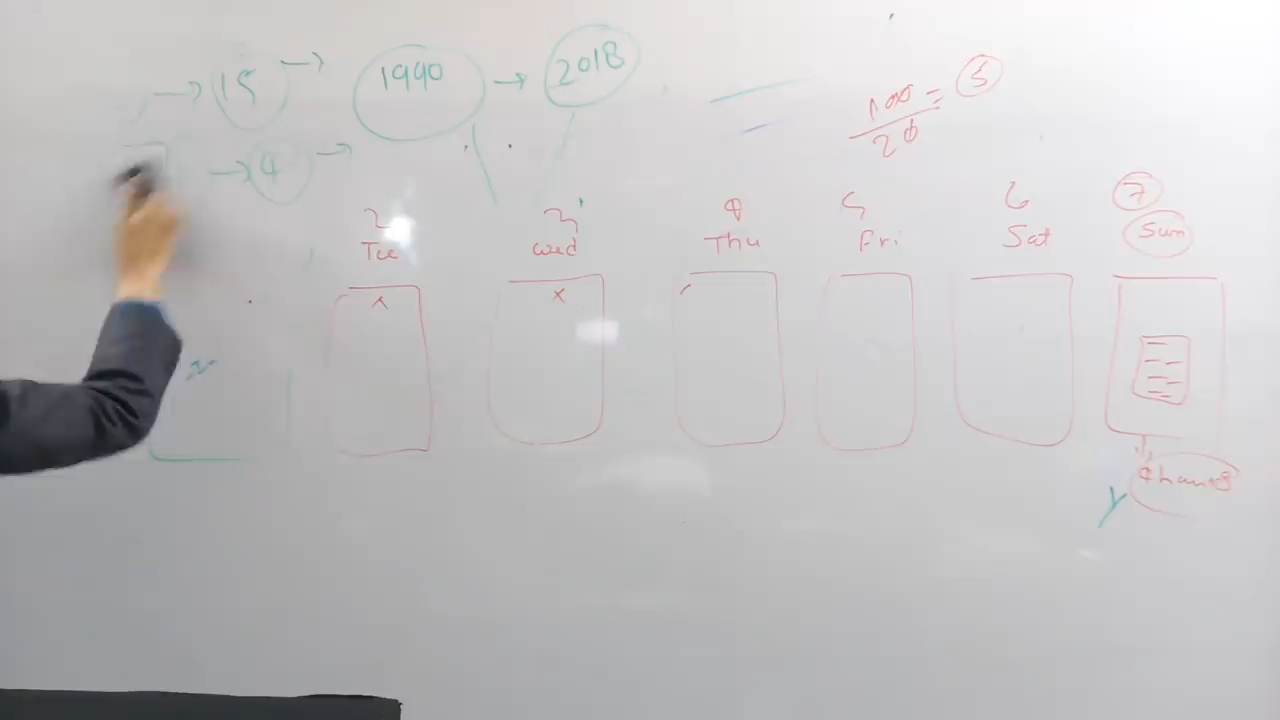 → 15 → 1990 → 2018
→ 4 →
100 / 20 = 5
2 3 4 5 6 7
Tue Wed Thu Fri Sat Sun
x x